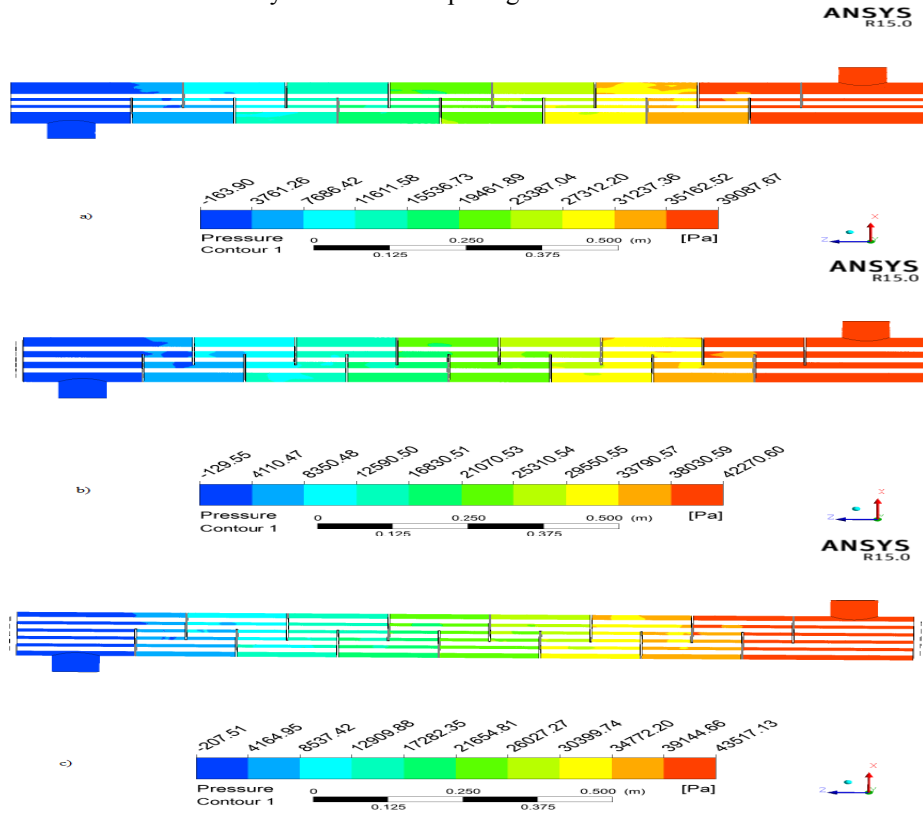 ANSYS
R15.0
-163.90 3761.26 7686.42 11611.58 15536.73 19461.89 23387.04 27312.20 31237.36 35162.52 39087.67
a)
Pressure
Contour 1
0 0.250 0.500 (m)
0.125 0.375
[Pa]
X
Z Y
ANSYS
R15.0
-129.55 4110.47 8350.48 12590.50 16830.51 21070.53 25310.54 29550.55 33790.57 38030.59 42270.60
b)
Pressure
Contour 1
0 0.250 0.500 (m)
0.125 0.375
[Pa]
X
Z Y
ANSYS
R15.0
-207.51 4164.95 8537.42 12909.88 17282.35 21654.81 26027.27 30399.74 34772.20 39144.66 43517.13
c)
Pressure
Contour 1
0 0.250 0.500 (m)
0.125 0.375
[Pa]
X
Z Y